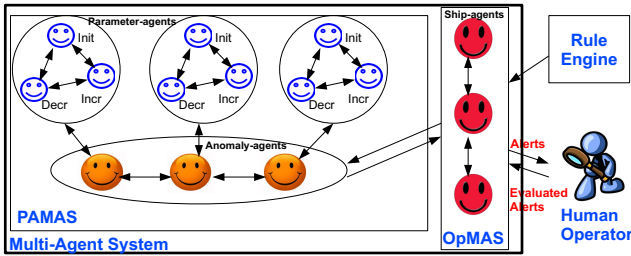 Parameter-agents
Init
Decr
Incr
Init
Decr
Incr
Init
Decr
Incr
Anomaly-agents
PAMAS
Multi-Agent System
Ship-agents
OpMAS
Rule
Engine
Alerts
Evaluated
Alerts
Human
Operator